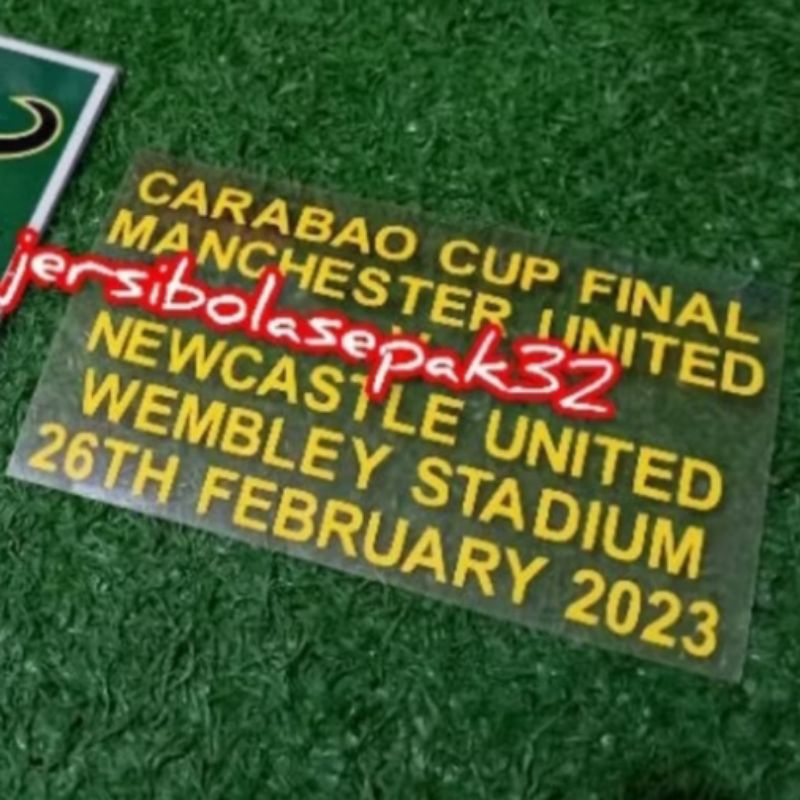 CARABAO CUP FINAL
MANCHESTER UNITED
jersibolasepak32
NEWCASTLE UNITED
WEMBLEY STADIUM
26TH FEBRUARY 2023